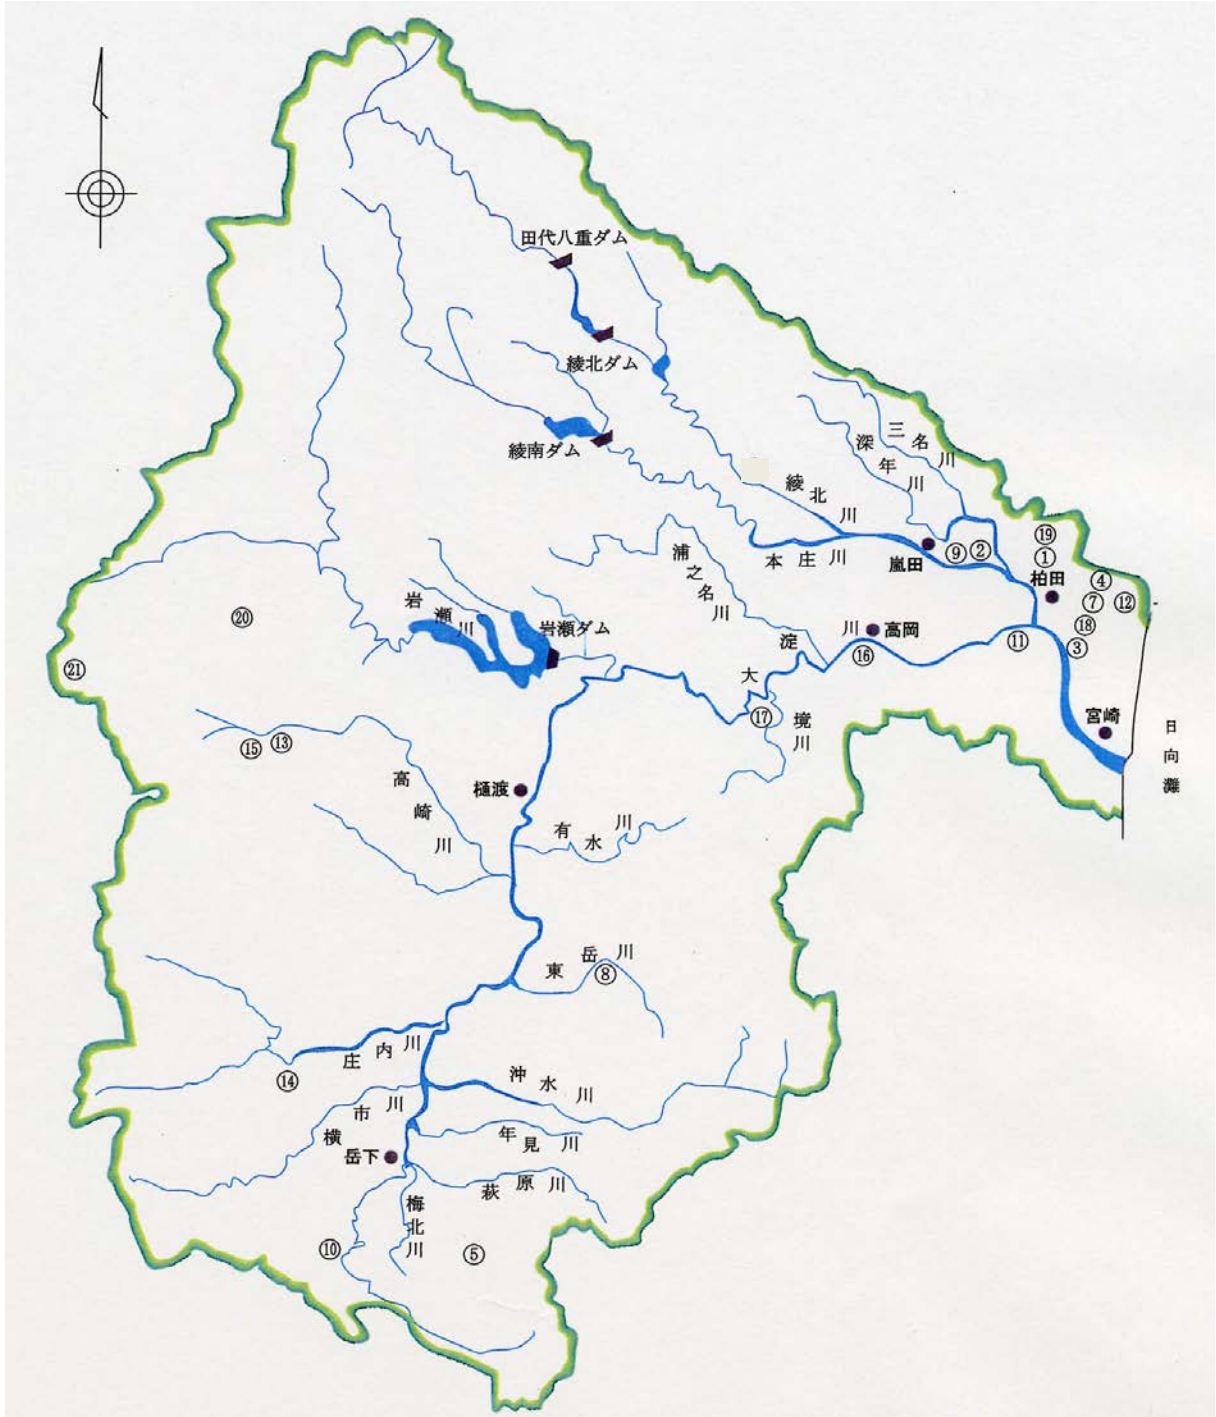 田代八重ダム
綾北ダム
綾南ダム
三名川
深年川
綾北川
本庄川
嵐田
⑨
②
⑲
①
柏田
④
⑦
⑫
⑱
③
⑪
浦之名川
高岡
⑯
大淀川
岩瀬川
岩瀬ダム
⑳
㉑
⑰
境川
宮崎
日向灘
⑮
⑬
高崎川
樋渡
有水川
東岳川
⑧
庄内川
⑭
沖水川
横市川
年見川
岳下
萩原川
梅北川
⑩
⑤